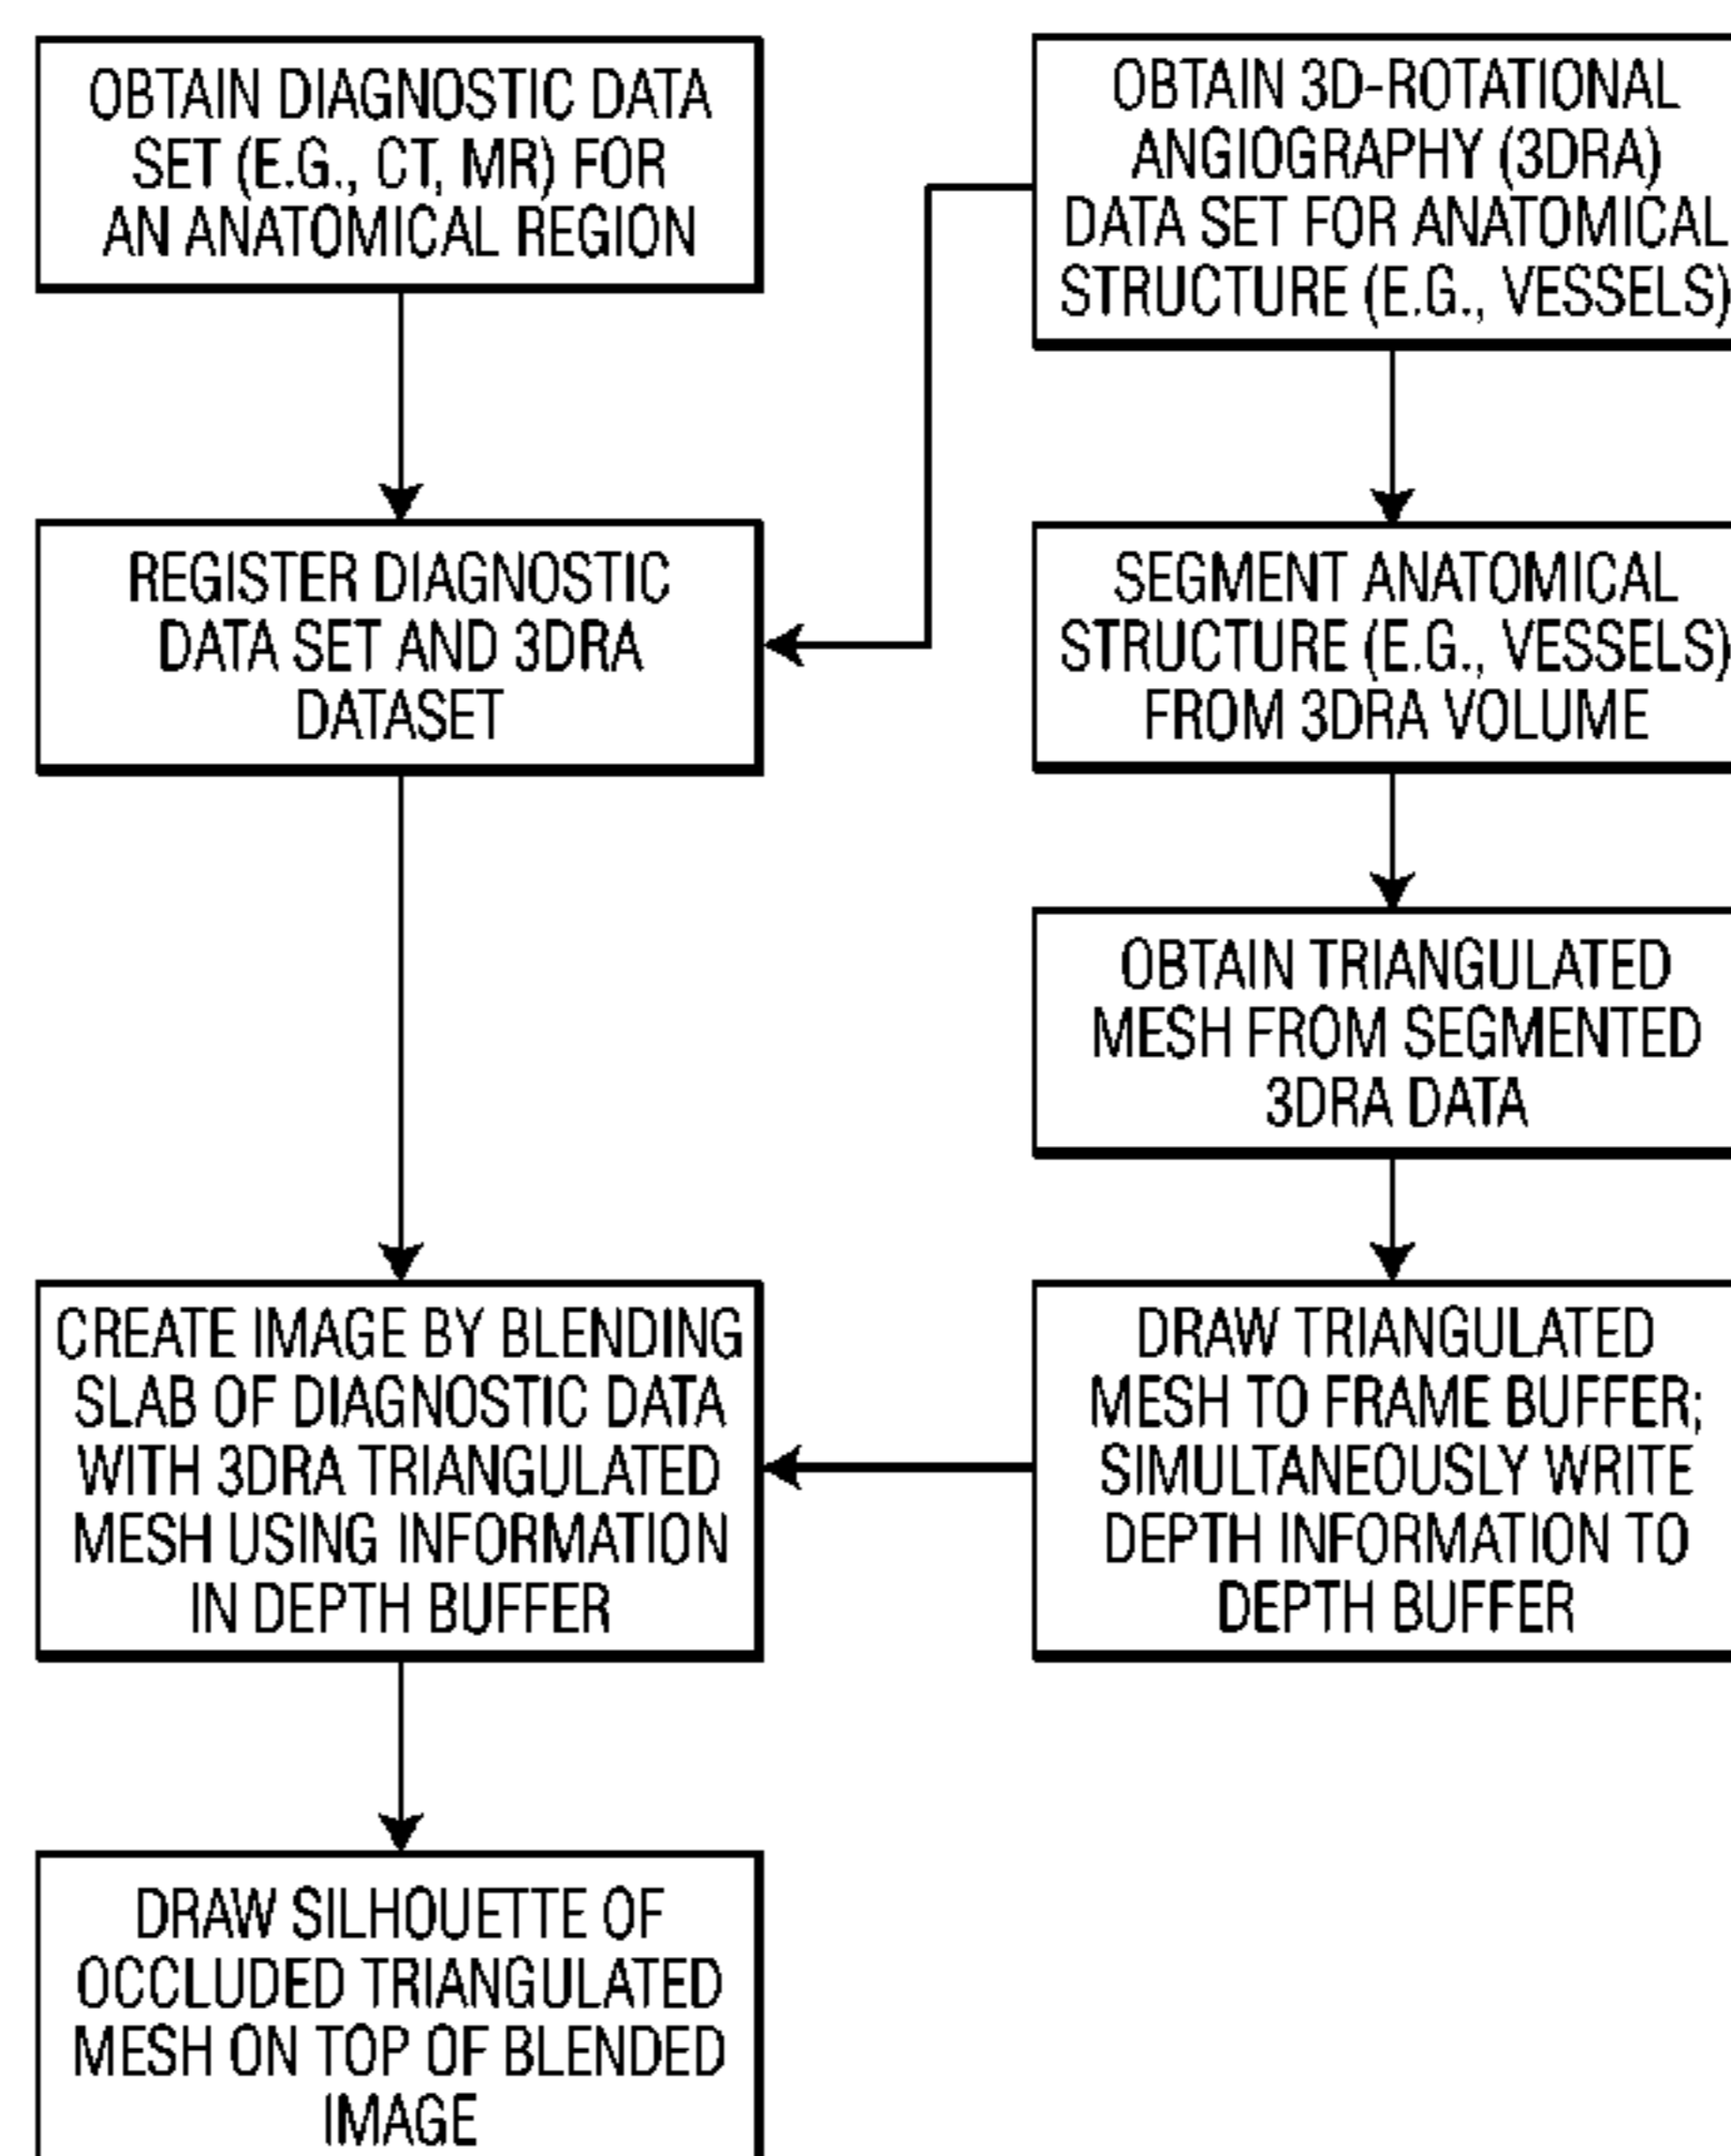 OBTAIN DIAGNOSTIC DATA
SET (E.G., CT, MR) FOR
AN ANATOMICAL REGION
OBTAIN 3D-ROTATIONAL
ANGIOGRAPHY (3DRA)
DATA SET FOR ANATOMICAL
STRUCTURE (E.G., VESSELS)
REGISTER DIAGNOSTIC
DATA SET AND 3DRA
DATASET
SEGMENT ANATOMICAL
STRUCTURE (E.G., VESSELS)
FROM 3DRA VOLUME
OBTAIN TRIANGULATED
MESH FROM SEGMENTED
3DRA DATA
CREATE IMAGE BY BLENDING
SLAB OF DIAGNOSTIC DATA
WITH 3DRA TRIANGULATED
MESH USING INFORMATION
IN DEPTH BUFFER
DRAW TRIANGULATED
MESH TO FRAME BUFFER;
SIMULTANEOUSLY WRITE
DEPTH INFORMATION TO
DEPTH BUFFER
DRAW SILHOUETTE OF
OCCLUDED TRIANGULATED
MESH ON TOP OF BLENDED
IMAGE